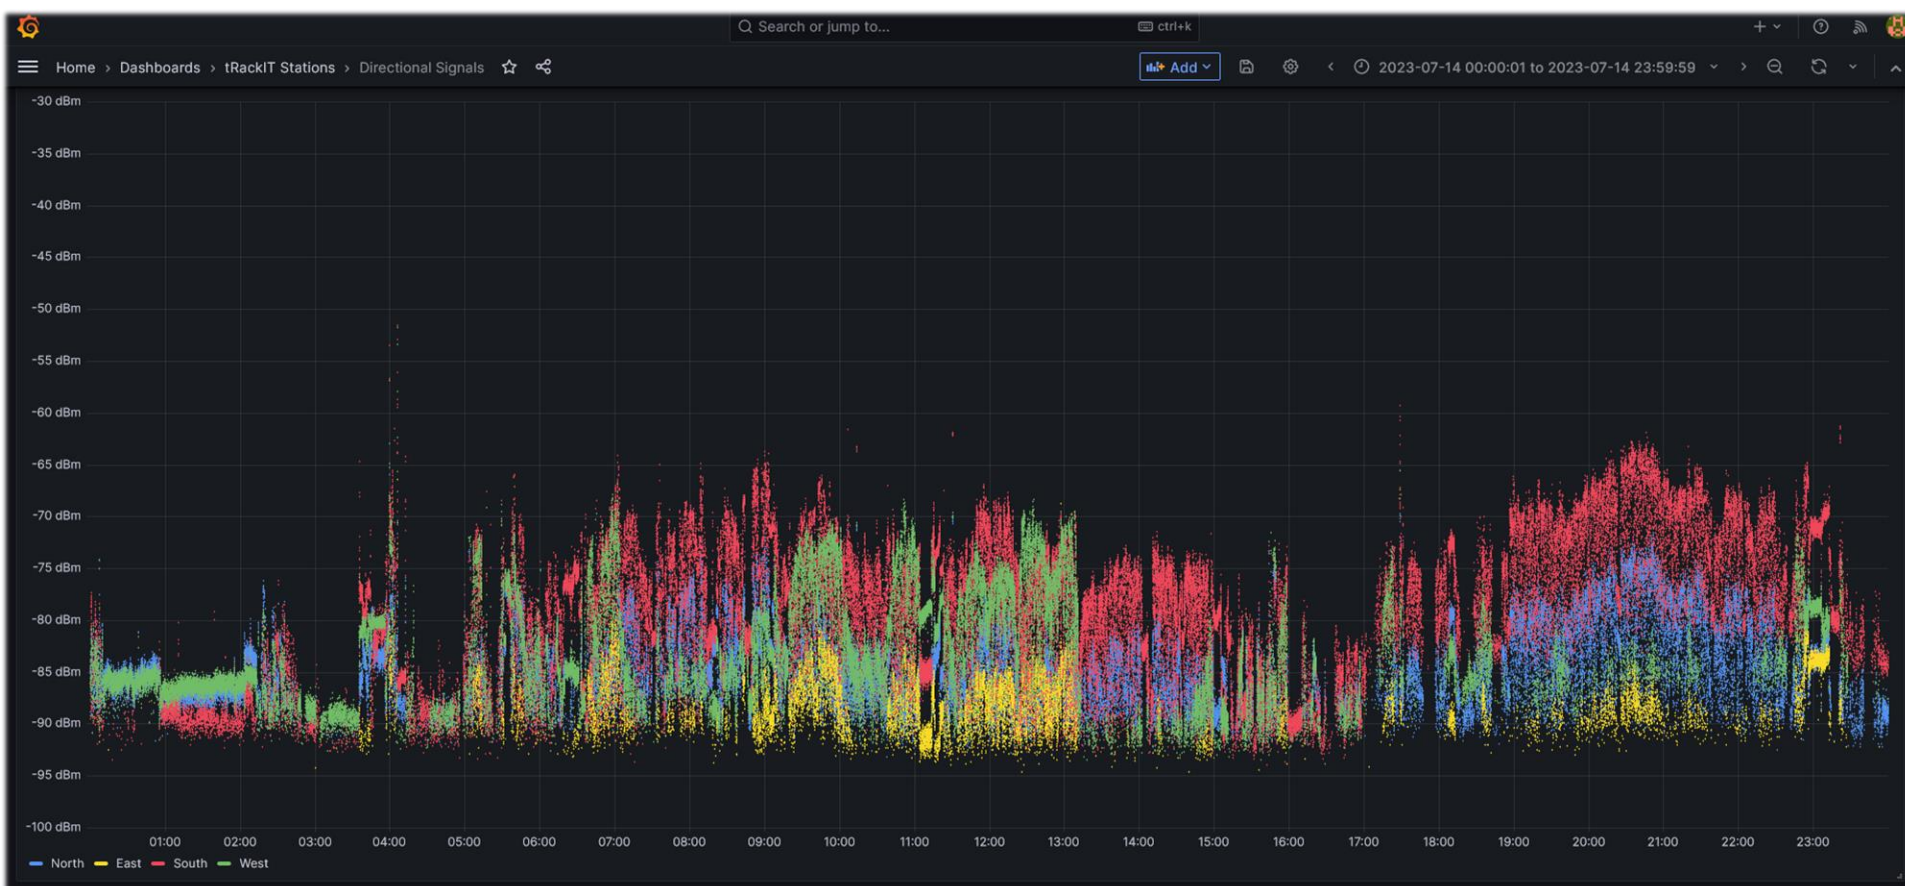 Search or jump to... ctrl+k
Home › Dashboards › tRackIT Stations › Directional Signals Add 2023-07-14 00:00:01 to 2023-07-14 23:59:59
-30 dBm
-35 dBm
-40 dBm
-45 dBm
-50 dBm
-55 dBm
-60 dBm
-65 dBm
-70 dBm
-75 dBm
-80 dBm
-85 dBm
-90 dBm
-95 dBm
-100 dBm
01:00 02:00 03:00 04:00 05:00 06:00 07:00 08:00 09:00 10:00 11:00 12:00 13:00 14:00 15:00 16:00 17:00 18:00 19:00 20:00 21:00 22:00 23:00
North East South West